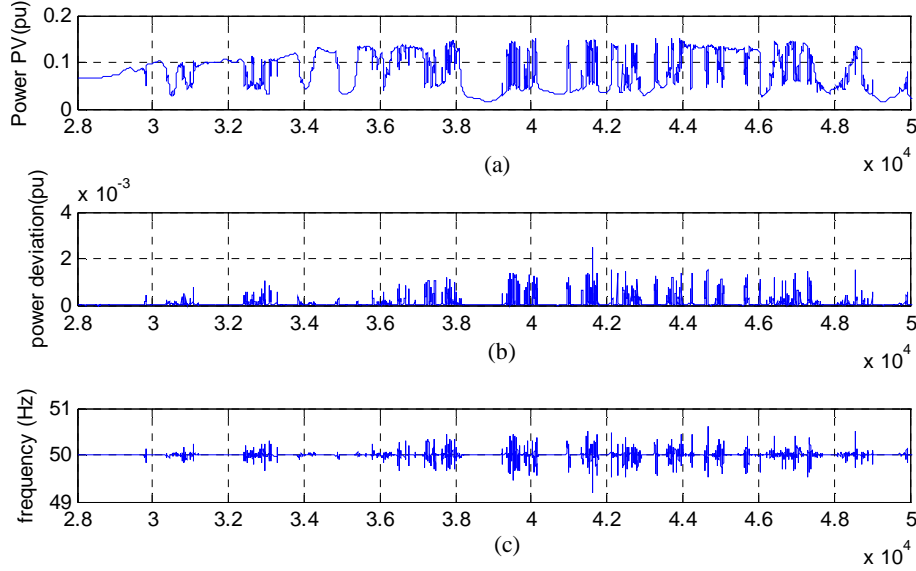 Power PV(pu)
0.2
0.1
0
2.8 3 3.2 3.4 3.6 3.8 4 4.2 4.4 4.6 4.8 5
x 10^4
(a)
power deviation(pu)
x 10^-3
4
2
0
2.8 3 3.2 3.4 3.6 3.8 4 4.2 4.4 4.6 4.8 5
x 10^4
(b)
frequency (Hz)
51
50
49
2.8 3 3.2 3.4 3.6 3.8 4 4.2 4.4 4.6 4.8 5
x 10^4
(c)